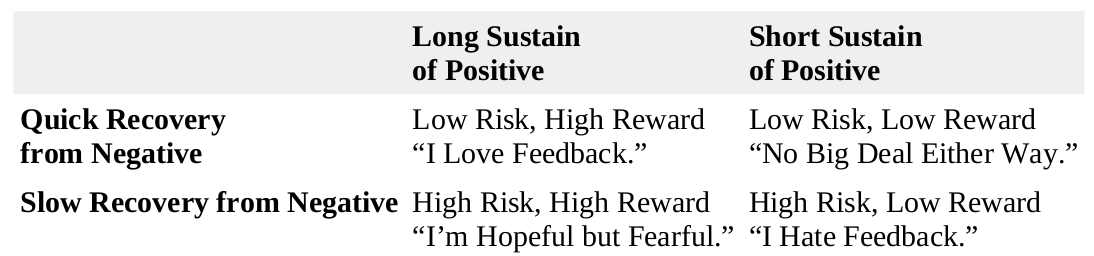 Long Sustain
of Positive
Short Sustain
of Positive
Quick Recovery
from Negative
Low Risk, High Reward
“I Love Feedback.”
Low Risk, Low Reward
“No Big Deal Either Way.”
Slow Recovery from Negative
High Risk, High Reward
“I’m Hopeful but Fearful.”
High Risk, Low Reward
“I Hate Feedback.”